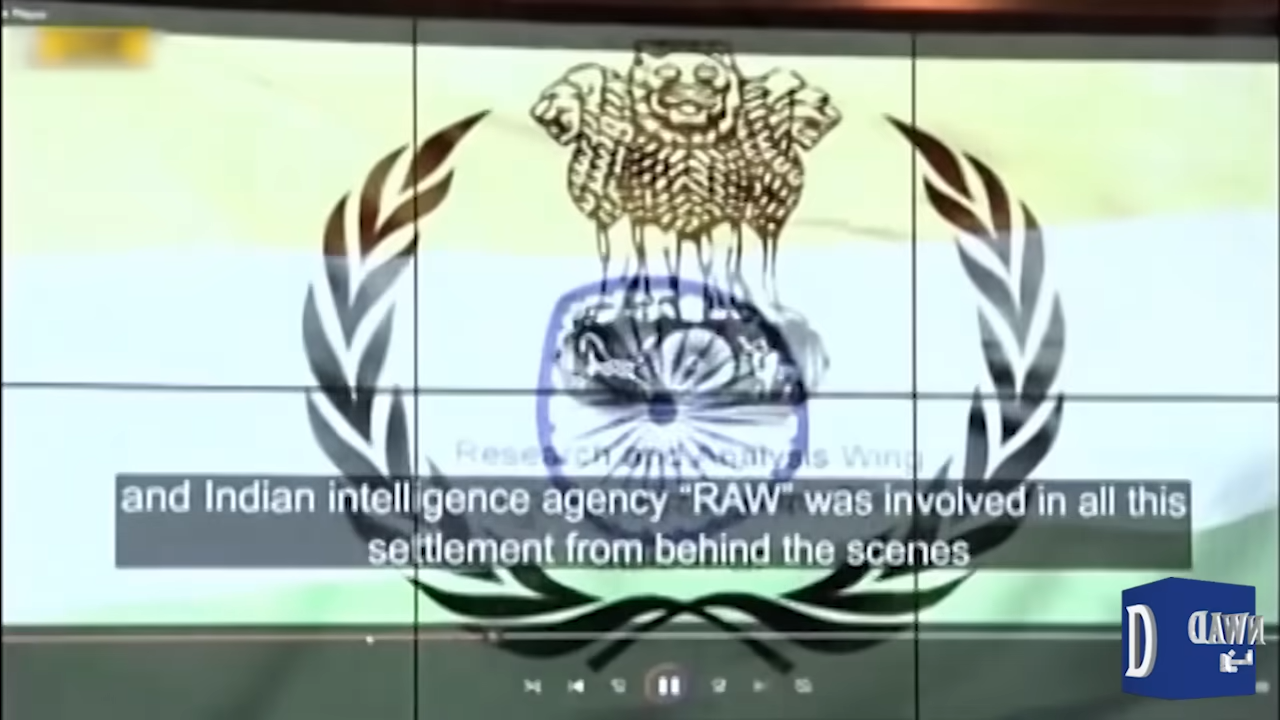 Research and Analysis Wing
and Indian intelligence agency “RAW” was involved in all this
settlement from behind the scenes
D DAWN